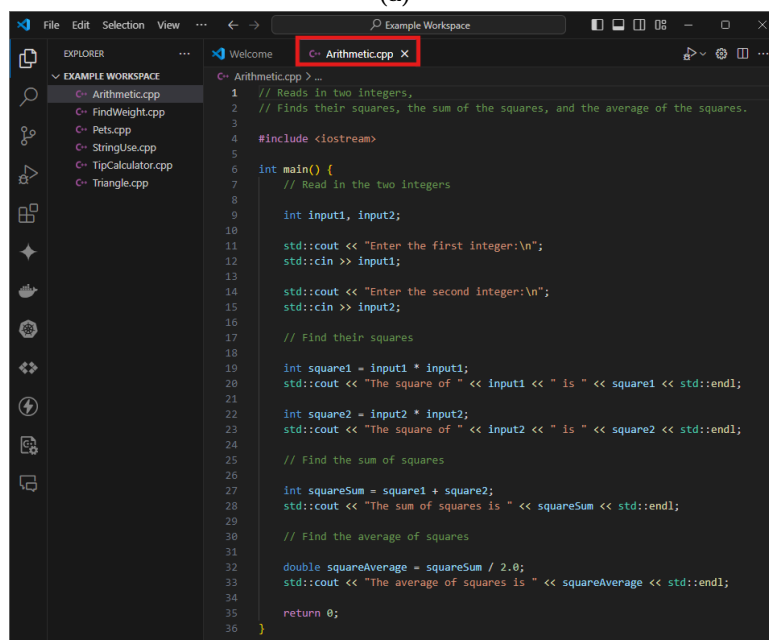 (a)
File Edit Selection View ··· Example Workspace
EXPLORER ··· Welcome Arithmetic.cpp
EXAMPLE WORKSPACE
Arithmetic.cpp
FindWeight.cpp
Pets.cpp
StringUse.cpp
TipCalculator.cpp
Triangle.cpp
Arithmetic.cpp > ...
1 // Reads in two integers,
2 // Finds their squares, the sum of the squares, and the average of the squares.
3
4 #include <iostream>
5
6 int main() {
7 // Read in the two integers
8
9 int input1, input2;
10
11 std::cout << "Enter the first integer:\n";
12 std::cin >> input1;
13
14 std::cout << "Enter the second integer:\n";
15 std::cin >> input2;
16
17 // Find their squares
18
19 int square1 = input1 * input1;
20 std::cout << "The square of " << input1 << " is " << square1 << std::endl;
21
22 int square2 = input2 * input2;
23 std::cout << "The square of " << input2 << " is " << square2 << std::endl;
24
25 // Find the sum of squares
26
27 int squareSum = square1 + square2;
28 std::cout << "The sum of squares is " << squareSum << std::endl;
29
30 // Find the average of squares
31
32 double squareAverage = squareSum / 2.0;
33 std::cout << "The average of squares is " << squareAverage << std::endl;
34
35 return 0;
36 }